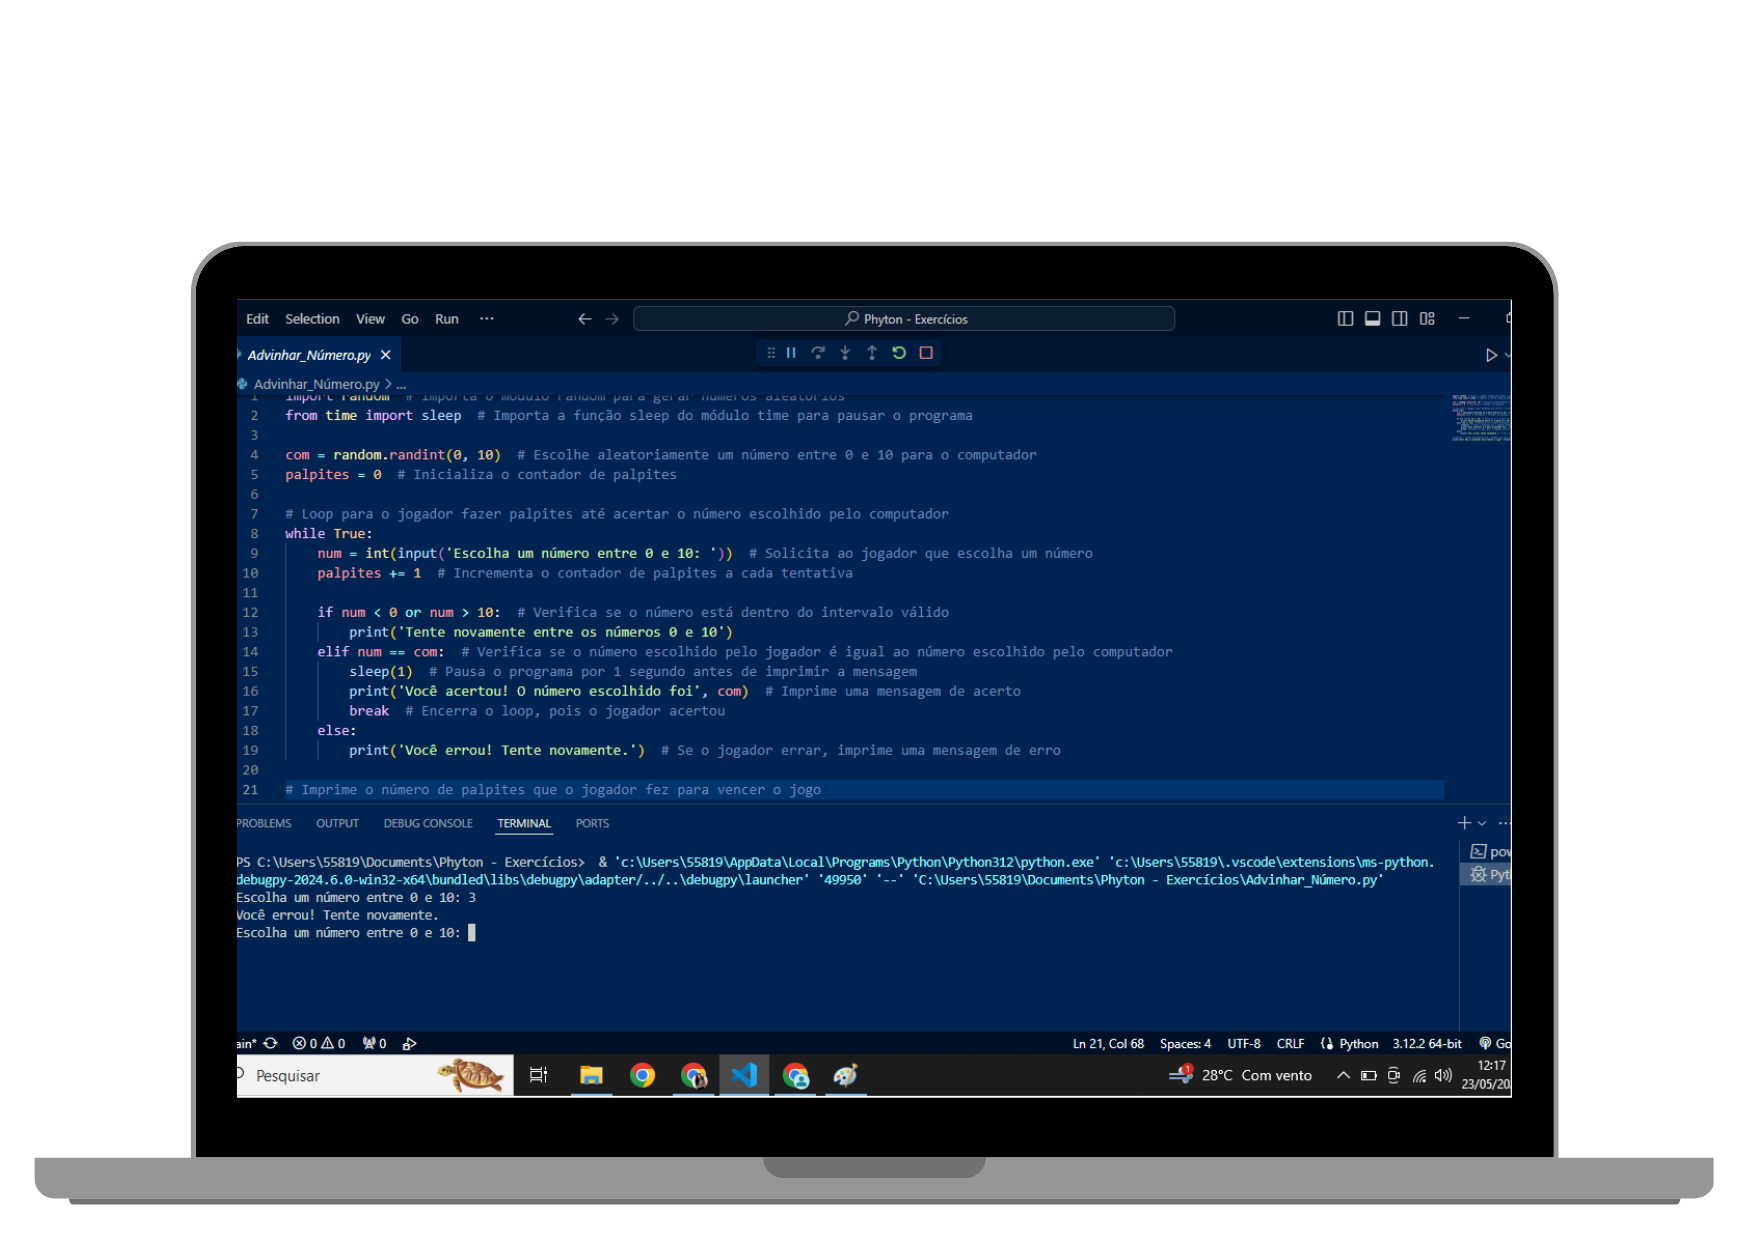 Edit Selection View Go Run ... Phyton - Exercícios
Advinhar_Número.py
Advinhar_Número.py > ...
1 import random # Importa o módulo random para gerar números aleatórios
2 from time import sleep # Importa a função sleep do módulo time para pausar o programa
3
4 com = random.randint(0, 10) # Escolhe aleatoriamente um número entre 0 e 10 para o computador
5 palpites = 0 # Inicializa o contador de palpites
6
7 # Loop para o jogador fazer palpites até acertar o número escolhido pelo computador
8 while True:
9 num = int(input('Escolha um número entre 0 e 10: ')) # Solicita ao jogador que escolha um número
10 palpites += 1 # Incrementa o contador de palpites a cada tentativa
11
12 if num < 0 or num > 10: # Verifica se o número está dentro do intervalo válido
13 print('Tente novamente entre os números 0 e 10')
14 elif num == com: # Verifica se o número escolhido pelo jogador é igual ao número escolhido pelo computador
15 sleep(1) # Pausa o programa por 1 segundo antes de imprimir a mensagem
16 print('Você acertou! O número escolhido foi', com) # Imprime uma mensagem de acerto
17 break # Encerra o loop, pois o jogador acertou
18 else:
19 print('Você errou! Tente novamente.') # Se o jogador errar, imprime uma mensagem de erro
20
21 # Imprime o número de palpites que o jogador fez para vencer o jogo
PROBLEMS OUTPUT DEBUG CONSOLE TERMINAL PORTS
PS C:\Users\55819\Documents\Phyton - Exercícios> & 'c:\Users\55819\AppData\Local\Programs\Python\Python312\python.exe' 'c:\Users\55819\.vscode\extensions\ms-python.
debugpy-2024.6.0-win32-x64\bundled\libs\debugpy\adapter/../..\debugpy\launcher' '49950' '--' 'C:\Users\55819\Documents\Phyton - Exercícios\Advinhar_Número.py'
Escolha um número entre 0 e 10: 3
Você errou! Tente novamente.
Escolha um número entre 0 e 10:
pow
Pyth
ain* 0 0 0 Ln 21, Col 68 Spaces: 4 UTF-8 CRLF Python 3.12.2 64-bit Go
Pesquisar 1 28°C Com vento 12:17
23/05/20